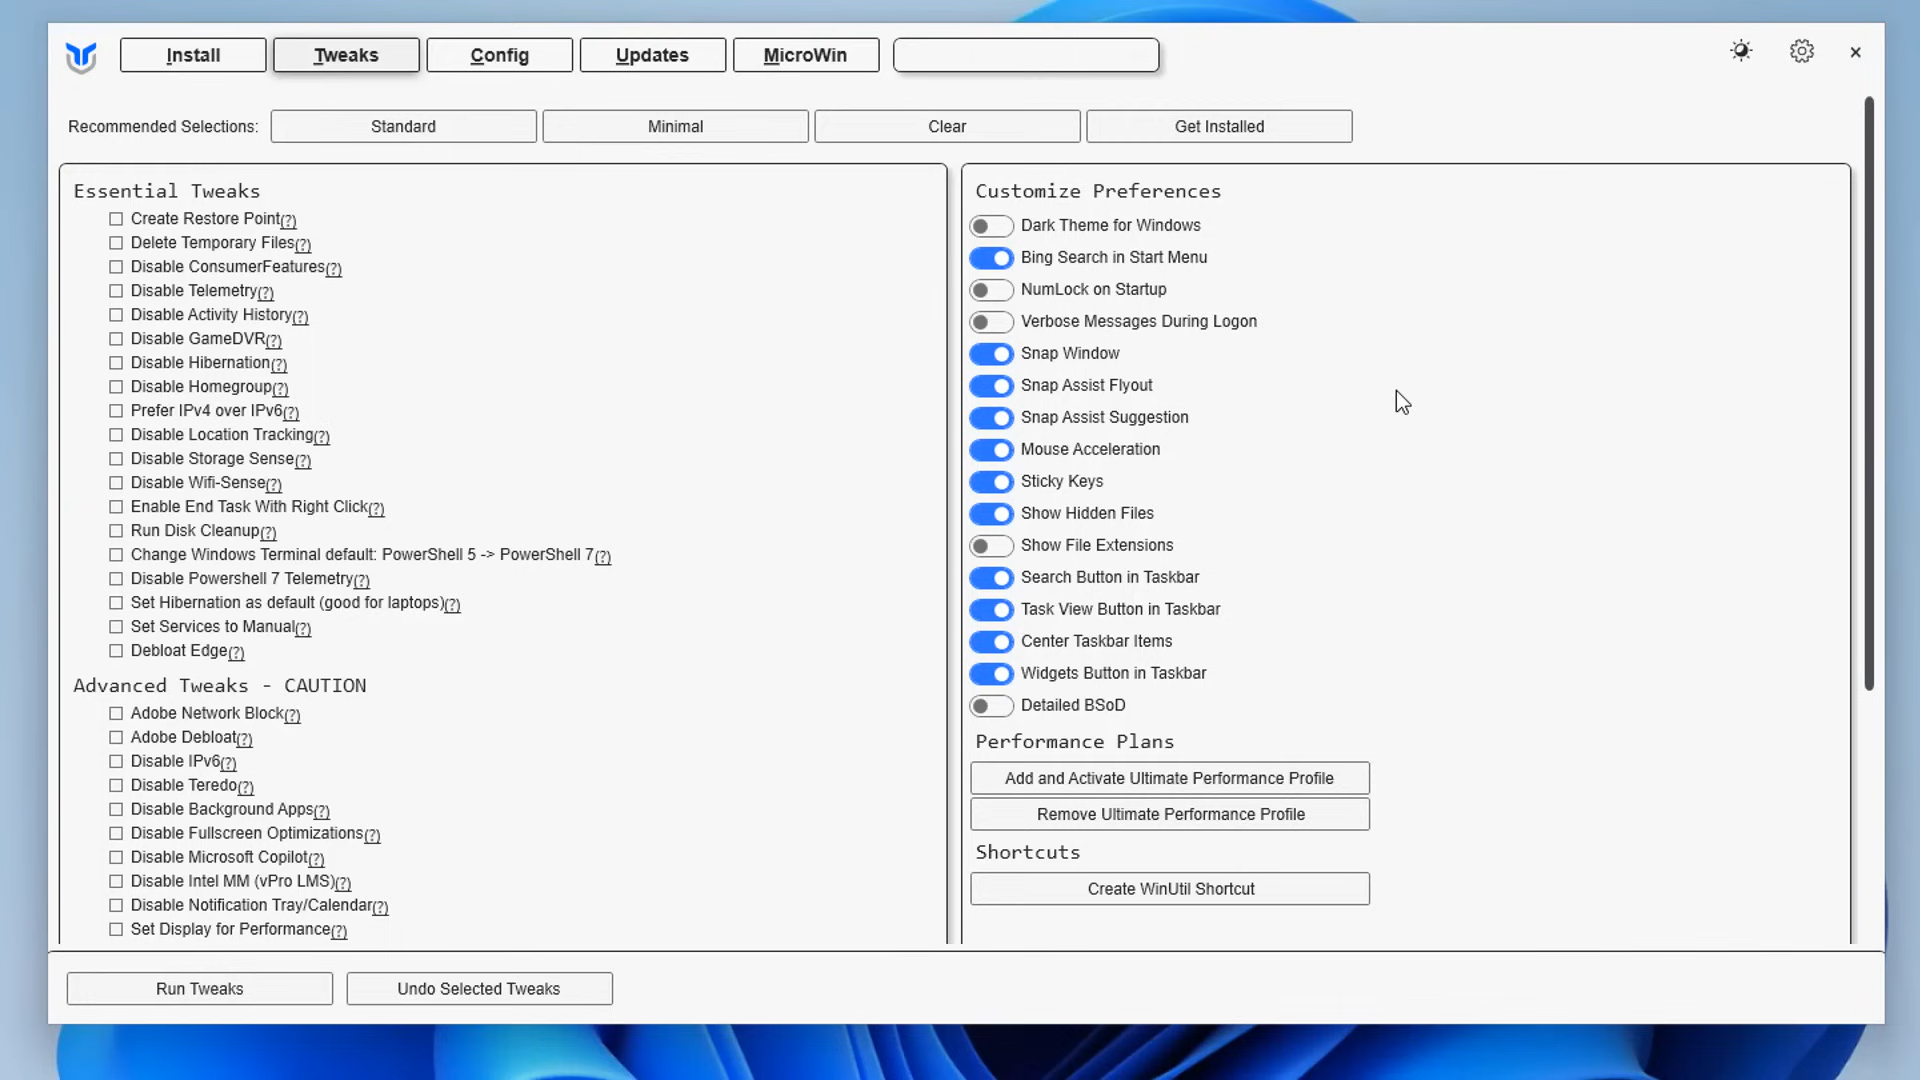 Install
Tweaks
Config
Updates
MicroWin
Recommended Selections:
Standard
Minimal
Clear
Get Installed
Essential Tweaks
Create Restore Point(?)
Delete Temporary Files(?)
Disable ConsumerFeatures(?)
Disable Telemetry(?)
Disable Activity History(?)
Disable GameDVR(?)
Disable Hibernation(?)
Disable Homegroup(?)
Prefer IPv4 over IPv6(?)
Disable Location Tracking(?)
Disable Storage Sense(?)
Disable Wifi-Sense(?)
Enable End Task With Right Click(?)
Run Disk Cleanup(?)
Change Windows Terminal default: PowerShell 5 -> PowerShell 7(?)
Disable Powershell 7 Telemetry(?)
Set Hibernation as default (good for laptops)(?)
Set Services to Manual(?)
Debloat Edge(?)
Advanced Tweaks - CAUTION
Adobe Network Block(?)
Adobe Debloat(?)
Disable IPv6(?)
Disable Teredo(?)
Disable Background Apps(?)
Disable Fullscreen Optimizations(?)
Disable Microsoft Copilot(?)
Disable Intel MM (vPro LMS)(?)
Disable Notification Tray/Calendar(?)
Set Display for Performance(?)
Customize Preferences
Dark Theme for Windows
Bing Search in Start Menu
NumLock on Startup
Verbose Messages During Logon
Snap Window
Snap Assist Flyout
Snap Assist Suggestion
Mouse Acceleration
Sticky Keys
Show Hidden Files
Show File Extensions
Search Button in Taskbar
Task View Button in Taskbar
Center Taskbar Items
Widgets Button in Taskbar
Detailed BSoD
Performance Plans
Add and Activate Ultimate Performance Profile
Remove Ultimate Performance Profile
Shortcuts
Create WinUtil Shortcut
Run Tweaks
Undo Selected Tweaks